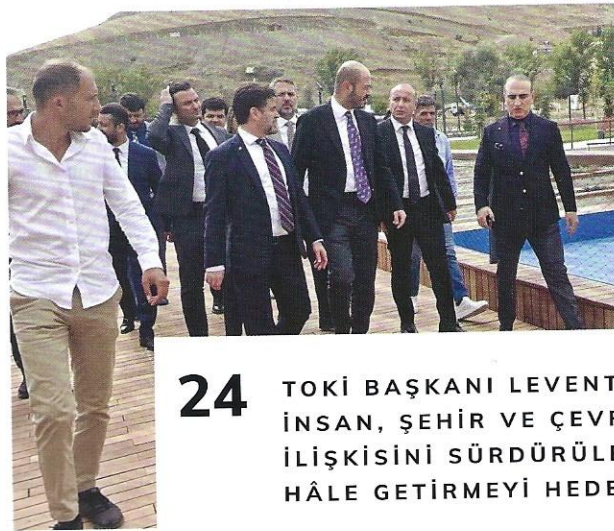 24
TOKİ BAŞKANI LEVENT
İNSAN, ŞEHİR VE
İLİŞKİSİNİ
HÂLE GETİRMEYİ